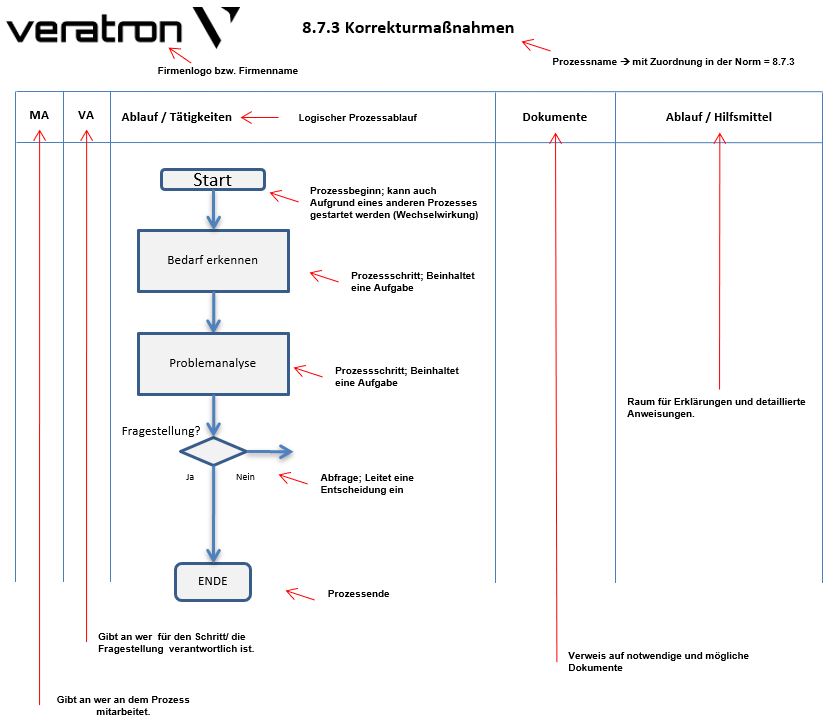 veratron
8.7.3 Korrekturmaßnahmen
Firmenlogo bzw. Firmenname
Prozessname → mit Zuordnung in der Norm = 8.7.3
MA
VA
Ablauf / Tätigkeiten
Logischer Prozessablauf
Dokumente
Ablauf / Hilfsmittel
Start
Prozessbeginn; kann auch
Aufgrund eines anderen Prozesses
gestartet werden (Wechselwirkung)
Bedarf erkennen
Prozessschritt; Beinhaltet
eine Aufgabe
Problemanalyse
Prozessschritt; Beinhaltet
eine Aufgabe
Raum für Erklärungen und detaillierte
Anweisungen.
Fragestellung?
Ja
Nein
Abfrage; Leitet eine
Entscheidung ein
ENDE
Prozessende
Gibt an wer für den Schritt/ die
Fragestellung verantwortlich ist.
Verweis auf notwendige und mögliche
Dokumente
Gibt an wer an dem Prozess
mitarbeitet.